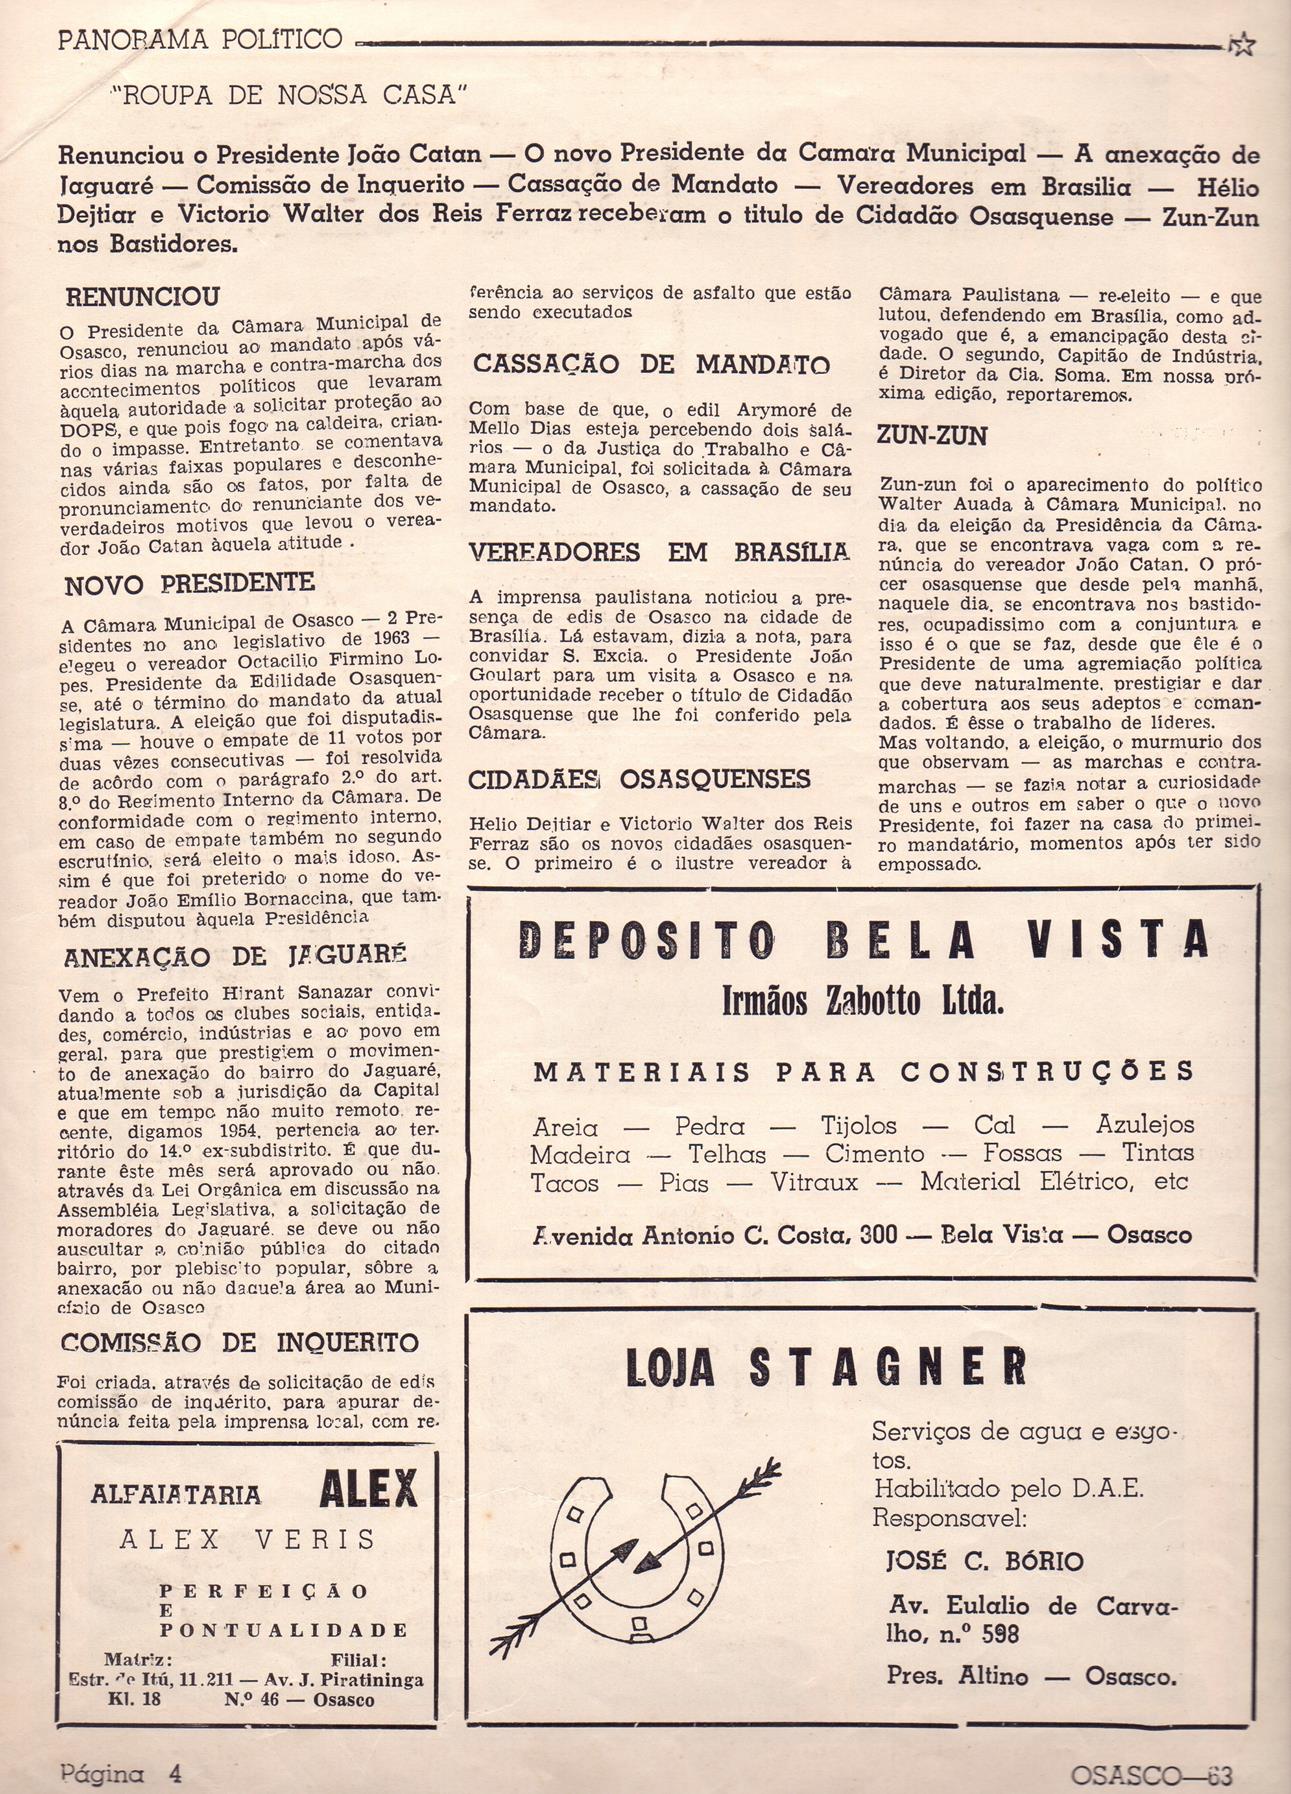 PANORAMA POLÍTICO
"ROUPA DE NOSSA CASA"
Renunciou o Presidente João Catan — O novo Presidente da Camara Municipal — A anexação de
Jaguaré — Comissão de Inquerito — Cassação de Mandato — Vereadores em Brasilia — Hélio
Dejtiar e Victorio Walter dos Reis Ferraz receberam o titulo de Cidadão Osasquense — Zun-Zun
nos Bastidores.
RENUNCIOU
O Presidente da Câmara Municipal de
Osasco, renunciou ao mandato após vá-
rios dias na marcha e contra-marcha dos
acontecimentos políticos que levaram
àquela autoridade a solicitar proteção ao
DOPS, e que pois fogo na caldeira, crian-
do o impasse. Entretanto se comentava
nas várias faixas populares e desconhe-
cidos ainda são os fatos, por falta de
pronunciamento do renunciante dos ve-
verdadeiros motivos que levou o verea-
dor João Catan àquela atitude .
NOVO PRESIDENTE
A Câmara Municipal de Osasco — 2 Pre-
sidentes no ano legislativo de 1963 —
elegeu o vereador Octacilio Firmino Lo-
pes, Presidente da Edilidade Osasquen-
se, até o término do mandato da atual
legislatura. A eleição que foi disputadis-
sima — houve o empate de 11 votos por
duas vêzes consecutivas — foi resolvida
de acôrdo com o parágrafo 2.º do art.
8.º do Regimento Interno da Câmara. De
conformidade com o regimento interno,
em caso de empate também no segundo
escrutínio, será eleito o mais idoso. As-
sim é que foi preterido o nome do ve-
reador João Emílio Bornaccina, que tam-
bém disputou àquela Presidência
ANEXAÇÃO DE JAGUARÉ
Vem o Prefeito Hirant Sanazar convi-
dando a todos os clubes sociais, entida-
des, comércio, indústrias e ao povo em
geral, para que prestigiem o movimen-
to de anexação do bairro do Jaguaré,
atualmente sob a jurisdição da Capital
e que em tempo não muito remoto, re-
cente, digamos 1954, pertencia ao ter-
ritório do 14.º ex-subdistrito. É que du-
rante êste mês será aprovado ou não,
através da Lei Orgânica em discussão na
Assembléia Legislativa, a solicitação de
moradores do Jaguaré, se deve ou não
auscultar a opinião pública do citado
bairro, por plebiscito popular, sôbre a
anexação ou não daquela área ao Muni-
cípio de Osasco
COMISSÃO DE INQUERITO
Foi criada, através de solicitação de edis
comissão de inquérito, para apurar de-
núncia feita pela imprensa local, com re-
ferência ao serviços de asfalto que estão
sendo executados
CASSAÇÃO DE MANDATO
Com base de que, o edil Arymoré de
Mello Dias esteja percebendo dois salá-
rios — o da Justiça do Trabalho e Câ-
mara Municipal, foi solicitada à Câmara
Municipal de Osasco, a cassação de seu
mandato.
VEREADORES EM BRASÍLIA
A imprensa paulistana noticiou a pre-
sença de edis de Osasco na cidade de
Brasília. Lá estavam, dizia a nota, para
convidar S. Excia. o Presidente João
Goulart para um visita a Osasco e na
oportunidade receber o título de Cidadão
Osasquense que lhe foi conferido pela
Câmara.
CIDADÃES OSASQUENSES
Helio Dejtiar e Victorio Walter dos Reis
Ferraz são os novos cidadães osasquen-
se. O primeiro é o ilustre vereador à
Câmara Paulistana — re-eleito — e que
lutou, defendendo em Brasília, como ad-
vogado que é, a emancipação desta ci-
dade. O segundo, Capitão de Indústria,
é Diretor da Cia. Soma. Em nossa pró-
xima edição, reportaremos.
ZUN-ZUN
Zun-zun foi o aparecimento do político
Walter Auada à Câmara Municipal, no
dia da eleição da Presidência da Câma-
ra, que se encontrava vaga com a re-
núncia do vereador João Catan. O pró-
cer osasquense que desde pela manhã,
naquele dia, se encontrava nos bastido-
res, ocupadissimo com a conjuntura e
isso é o que se faz, desde que êle é o
Presidente de uma agremiação política
que deve naturalmente, prestigiar e dar
a cobertura aos seus adeptos e coman-
dados. É êsse o trabalho de líderes.
Mas voltando, a eleição, o murmurio dos
que observam — as marchas e contra-
marchas — se fazia notar a curiosidade
de uns e outros em saber o que o novo
Presidente, foi fazer na casa do primei-
ro mandatário, momentos após ter sido
empossado.
DEPOSITO BELA VISTA
Irmãos Zabotto Ltda.
MATERIAIS PARA CONSTRUÇÕES
Areia — Pedra — Tijolos — Cal — Azulejos
Madeira — Telhas — Cimento — Fossas — Tintas
Tacos — Pias — Vitraux — Material Elétrico, etc
Avenida Antonio C. Costa, 300 — Bela Vista — Osasco
LOJA STAGNER
Serviços de agua e esgo-
tos.
Habilitado pelo D.A.E.
Responsavel:
JOSÉ C. BÓRIO
Av. Eulalio de Carva-
lho, n.º 598
Pres. Altino — Osasco.
ALFAIATARIA ALEX
ALEX VERIS
PERFEIÇÃO
E
PONTUALIDADE
Matriz: Filial:
Estr. de Itú, 11.211 — Av. J. Piratininga
Kl. 18 N.º 46 — Osasco
Página 4 OSASCO—63